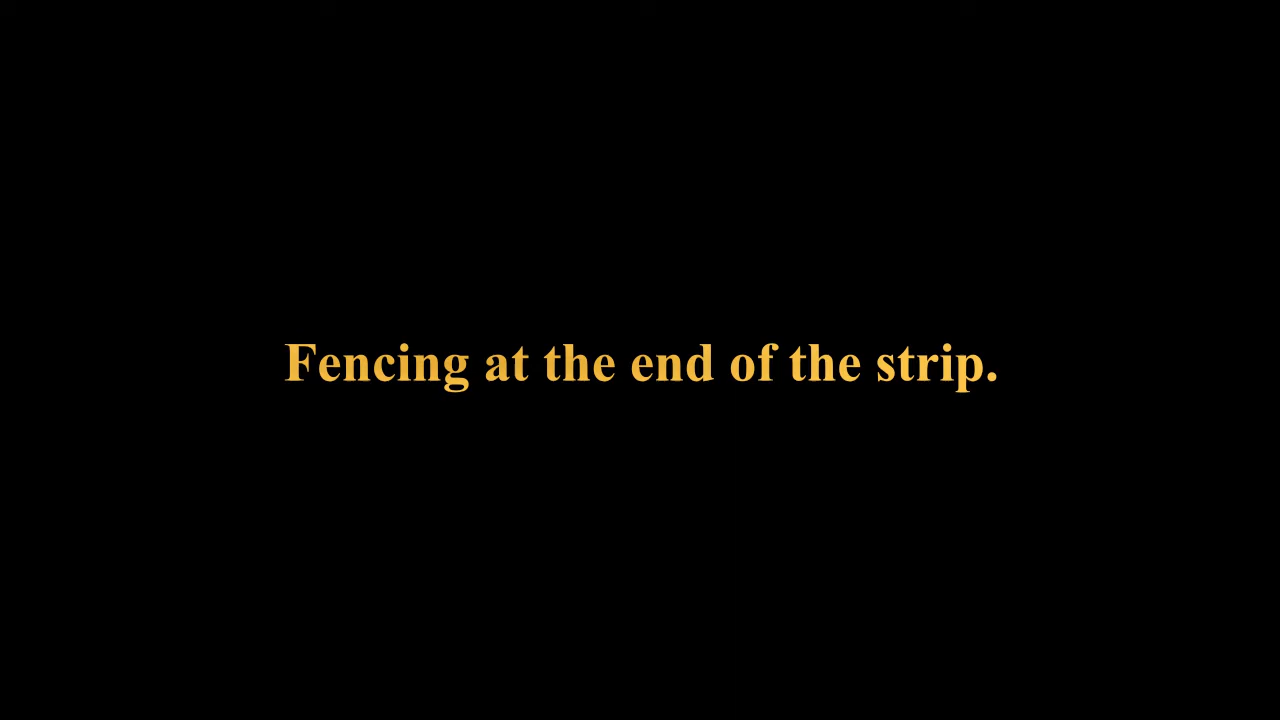 Fencing at the end of the strip.